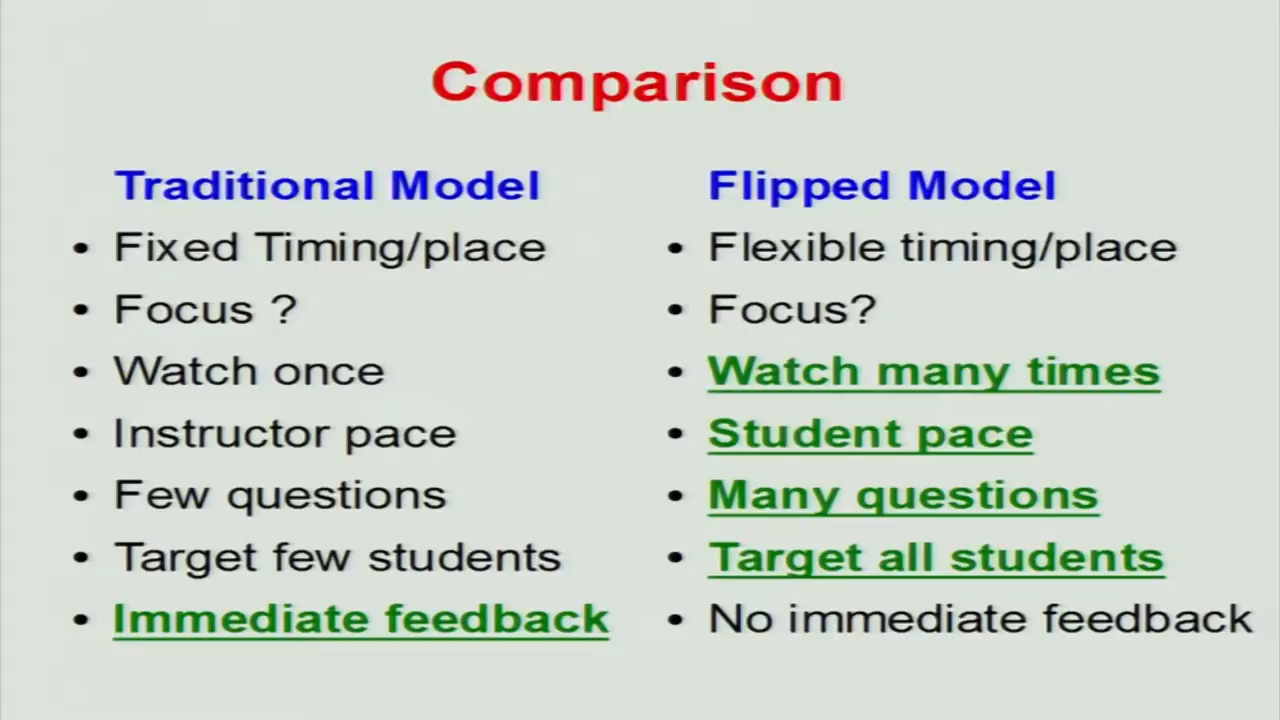 Comparison
Traditional Model
• Fixed Timing/place
• Focus ?
• Watch once
• Instructor pace
• Few questions
• Target few students
• Immediate feedback
Flipped Model
• Flexible timing/place
• Focus?
• Watch many times
• Student pace
• Many questions
• Target all students
• No immediate feedback